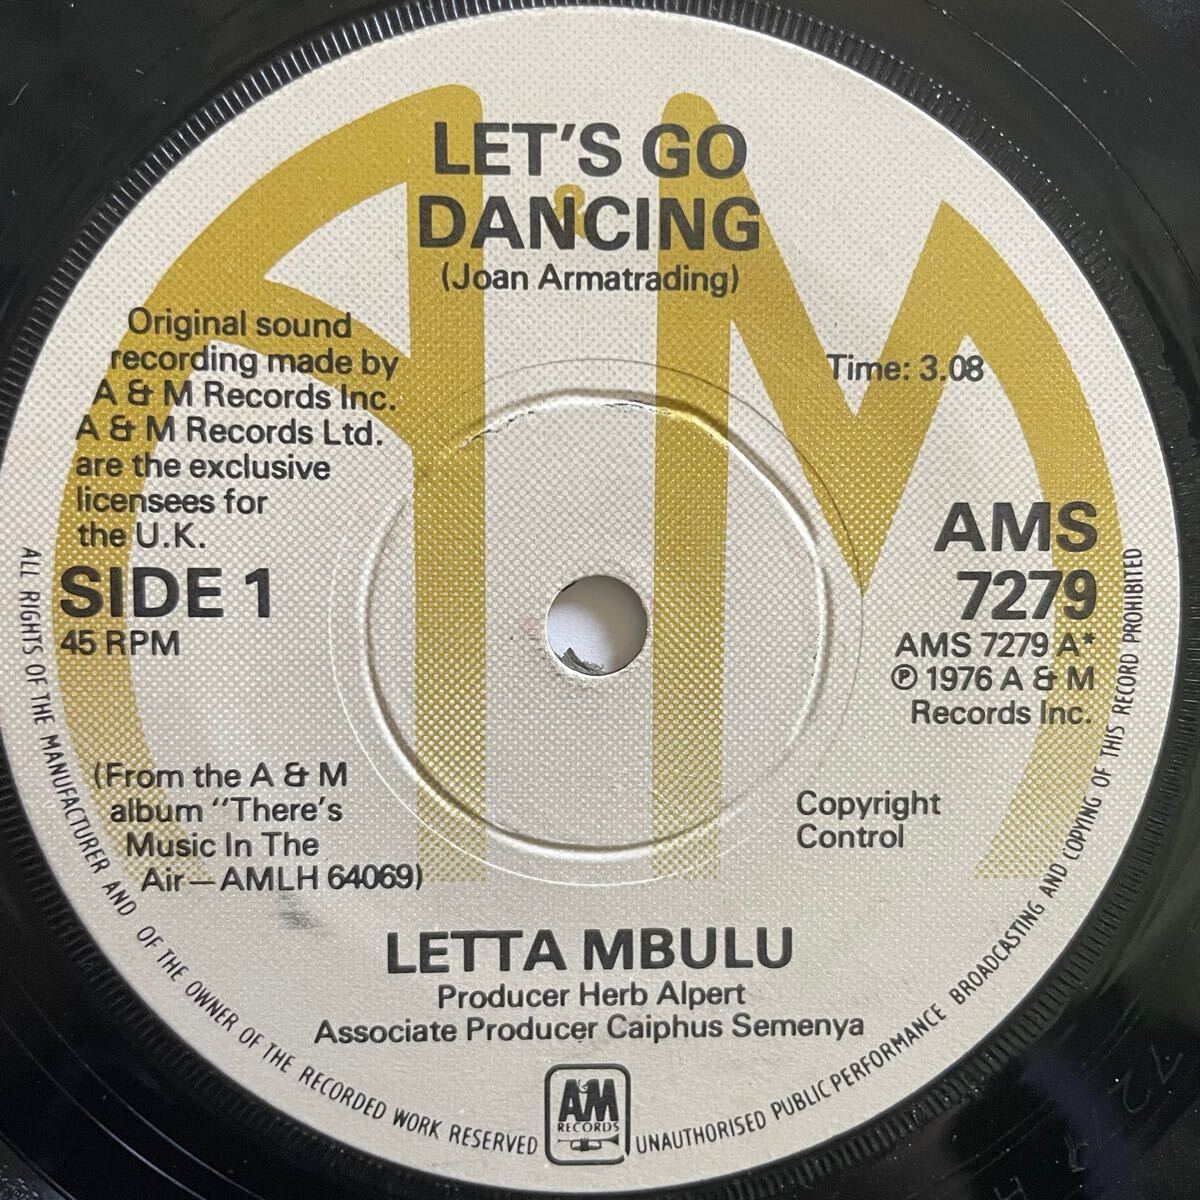 LET'S GO
DANCING
(Joan Armatrading)
Original sound
recording made by
A & M Records Inc.
A & M Records Ltd.
are the exclusive
licensees for
the U.K.
SIDE 1
45 RPM
Time: 3.08
AMS
7279
AMS 7279 A*
℗ 1976 A & M
Records Inc.
(From the A & M
album "There's
Music In The
Air—AMLH 64069)
Copyright
Control
LETTA MBULU
Producer Herb Alpert
Associate Producer Caiphus Semenya
A&M
RECORDS
ALL RIGHTS OF THE MANUFACTURER AND OF THE OWNER OF THE RECORDED WORK RESERVED
UNAUTHORISED PUBLIC PERFORMANCE BROADCASTING AND COPYING OF THIS RECORD PROHIBITED